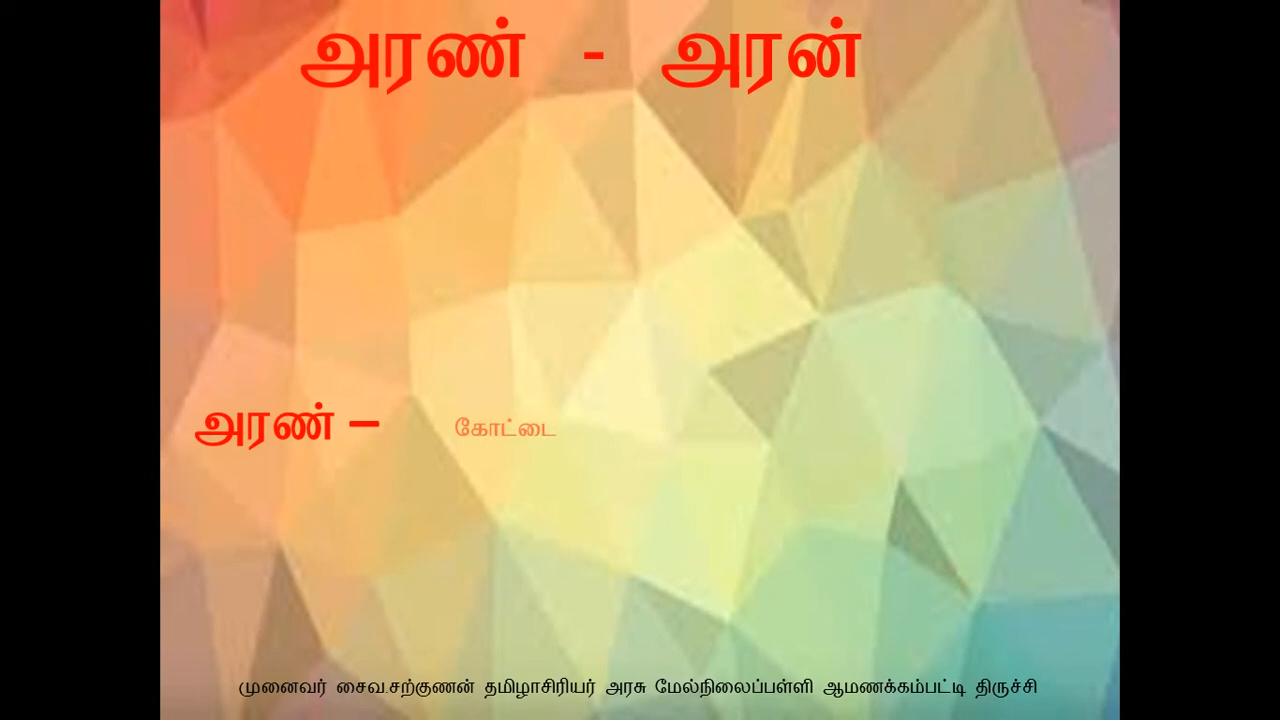 அரண் - அரன்
அரண் – கோட்டை
முனைவர் சைவ.சற்குணன் தமிழாசிரியர் அரசு மேல்நிலைப்பள்ளி ஆமணக்கம்பட்டி திருச்சி